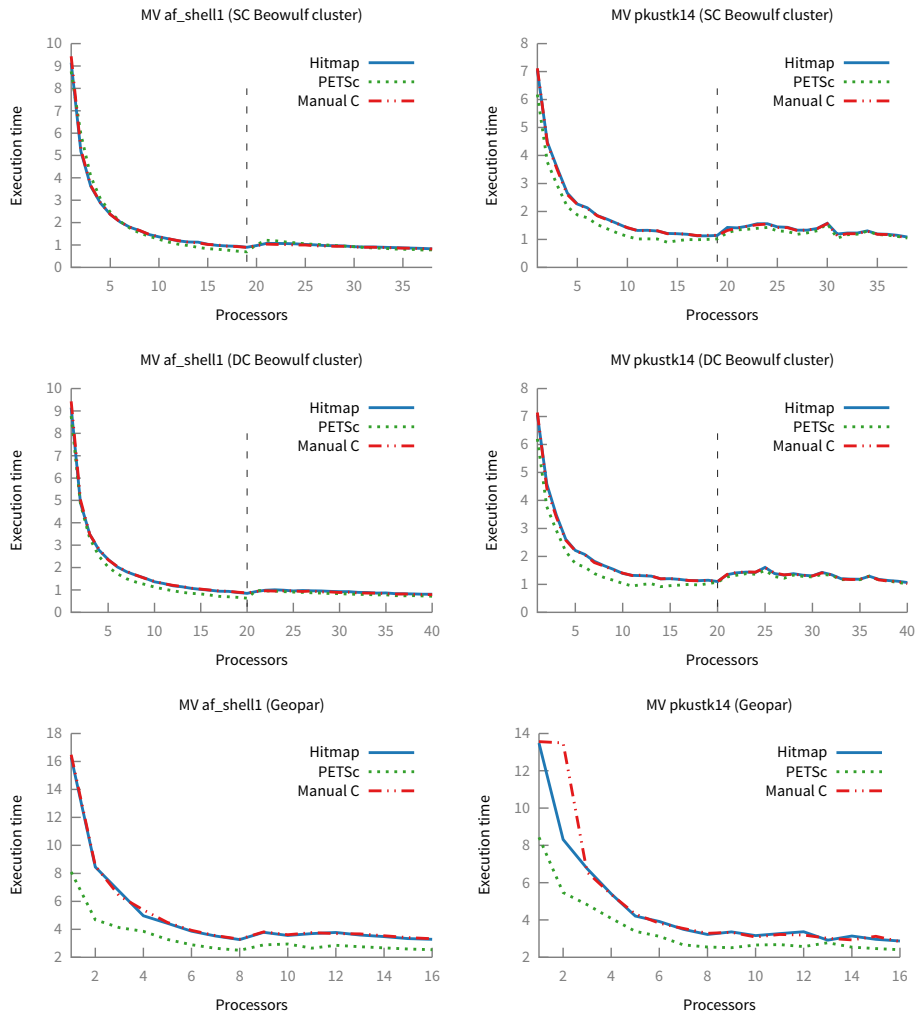 MV af_shell1 (SC Beowulf cluster)
Execution time
10
9
8
7
6
5
4
3
2
1
0
Hitmap
PETSc
Manual C
5 10 15 20 25 30 35
Processors
MV pkustk14 (SC Beowulf cluster)
Execution time
8
7
6
5
4
3
2
1
0
Hitmap
PETSc
Manual C
5 10 15 20 25 30 35
Processors
MV af_shell1 (DC Beowulf cluster)
Execution time
10
9
8
7
6
5
4
3
2
1
0
Hitmap
PETSc
Manual C
5 10 15 20 25 30 35 40
Processors
MV pkustk14 (DC Beowulf cluster)
Execution time
8
7
6
5
4
3
2
1
0
Hitmap
PETSc
Manual C
5 10 15 20 25 30 35 40
Processors
MV af_shell1 (Geopar)
Execution time
18
16
14
12
10
8
6
4
2
Hitmap
PETSc
Manual C
2 4 6 8 10 12 14 16
Processors
MV pkustk14 (Geopar)
Execution time
14
12
10
8
6
4
2
Hitmap
PETSc
Manual C
2 4 6 8 10 12 14 16
Processors